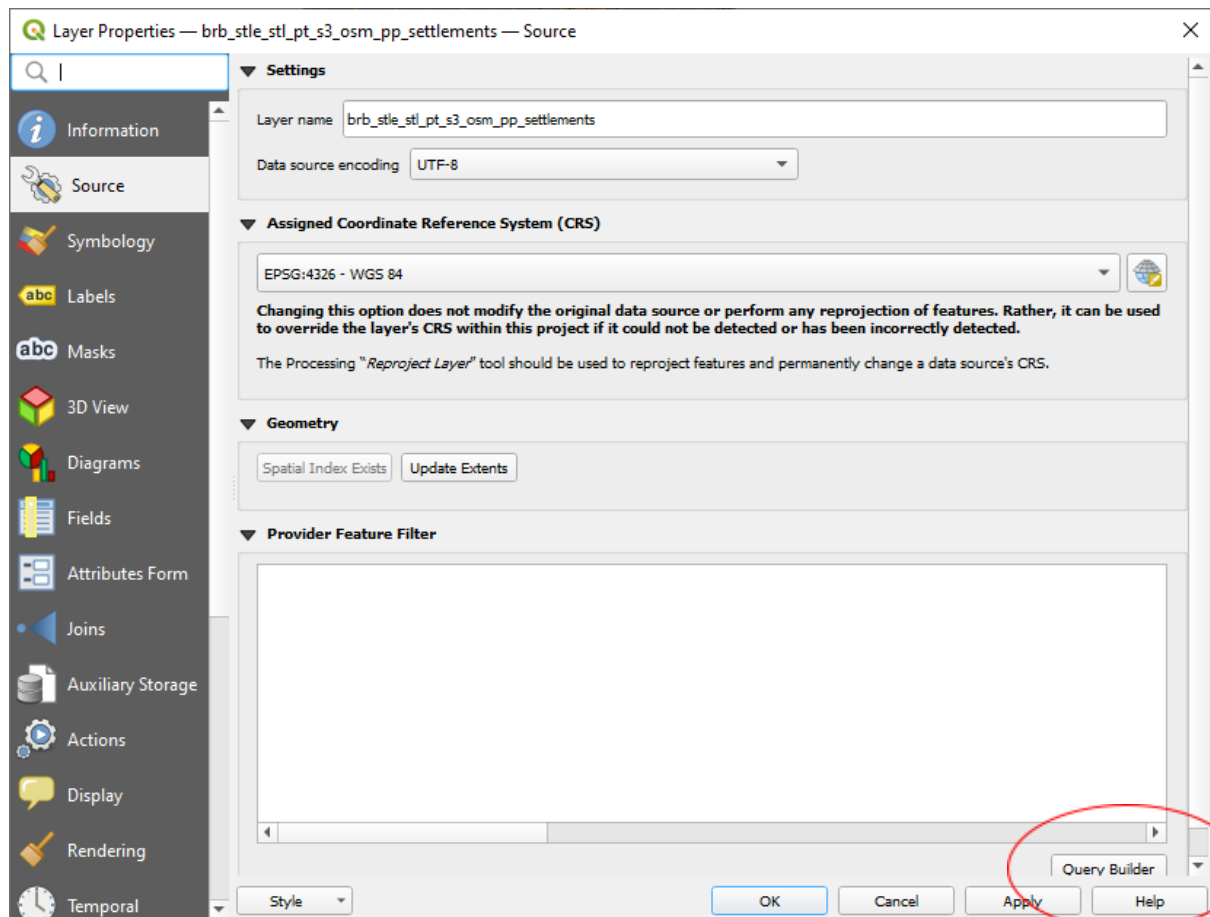 Layer Properties — brb_stle_stl_pt_s3_osm_pp_settlements — Source
Information
Source
Symbology
abc Labels
abc Masks
3D View
Diagrams
Fields
Attributes Form
Joins
Auxiliary Storage
Actions
Display
Rendering
Temporal
Settings
Layer name brb_stle_stl_pt_s3_osm_pp_settlements
Data source encoding UTF-8
Assigned Coordinate Reference System (CRS)
EPSG:4326 - WGS 84
Changing this option does not modify the original data source or perform any reprojection of features. Rather, it can be used
to override the layer's CRS within this project if it could not be detected or has been incorrectly detected.
The Processing “Reproject Layer” tool should be used to reproject features and permanently change a data source's CRS.
Geometry
Spatial Index Exists Update Extents
Provider Feature Filter
Query Builder
Style OK Cancel Apply Help